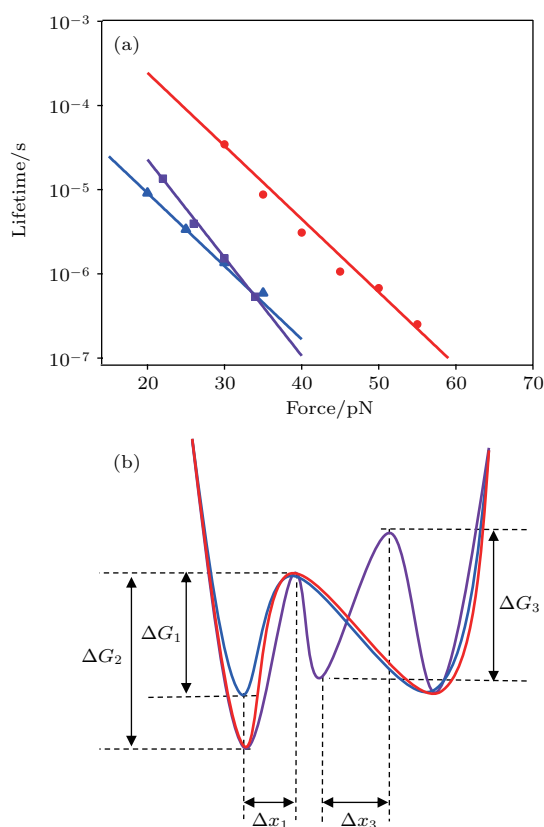 (a)
Lifetime/s
10⁻³
10⁻⁴
10⁻⁵
10⁻⁶
10⁻⁷
20 30 40 50 60 70
Force/pN
(b)
ΔG₁
ΔG₂
ΔG₃
Δx₁
Δx₃